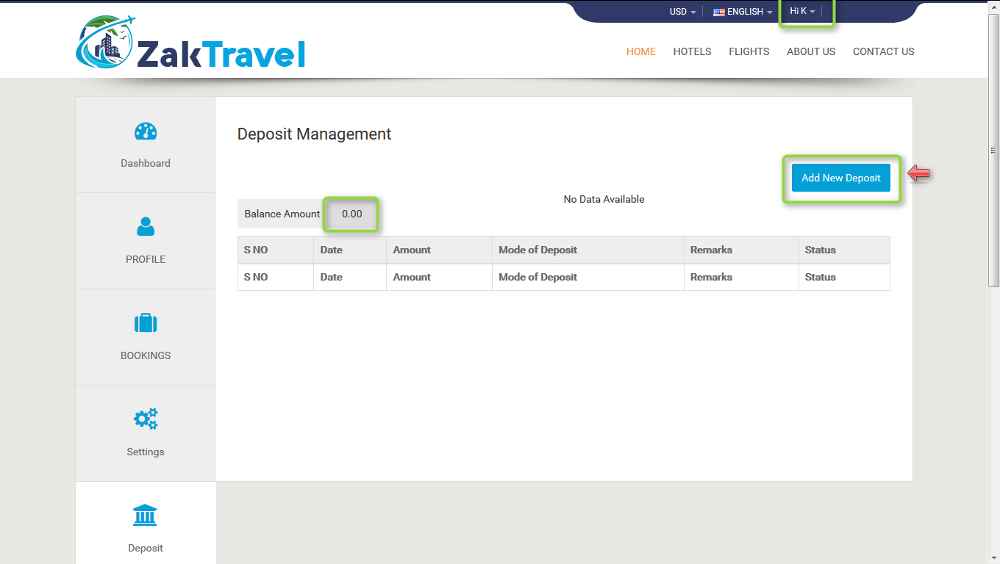 USD ENGLISH Hi K
ZakTravel
HOME HOTELS FLIGHTS ABOUT US CONTACT US
Dashboard
PROFILE
BOOKINGS
Settings
Deposit
Deposit Management
Add New Deposit
No Data Available
Balance Amount 0.00
S NO Date Amount Mode of Deposit Remarks Status
S NO Date Amount Mode of Deposit Remarks Status